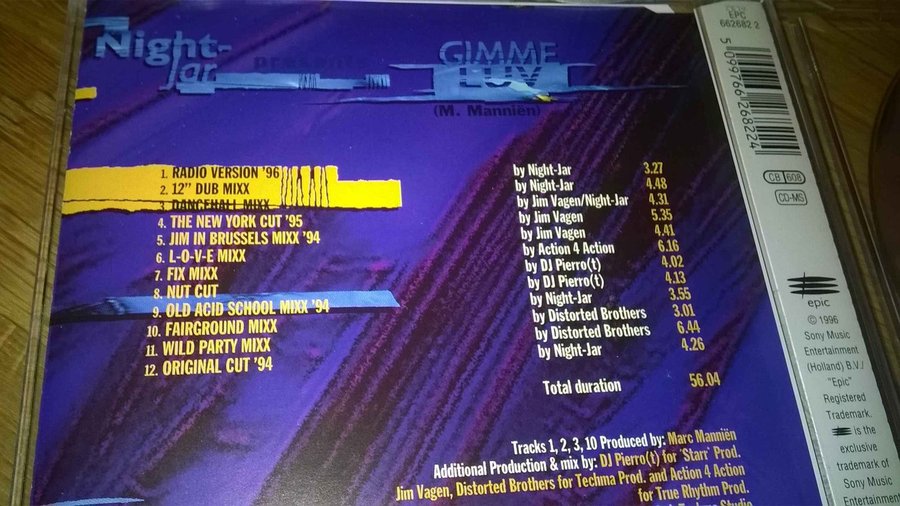 Night-
Jar
presents
GIMME
LUV
(M. Manniën)
1. RADIO VERSION '96 by Night-Jar 3.27
2. 12" DUB MIXX by Night-Jar 4.48
3. DANCEHALL MIXX by Jim Vagen/Night-Jar 4.31
4. THE NEW YORK CUT '95 by Jim Vagen 5.35
5. JIM IN BRUSSELS MIXX '94 by Jim Vagen 4.41
6. L-O-V-E MIXX by Action 4 Action 6.16
7. FIX MIXX by DJ Pierro(t) 4.02
8. NUT CUT by DJ Pierro(t) 4.13
9. OLD ACID SCHOOL MIXX '94 by Night-Jar 3.55
10. FAIRGROUND MIXX by Distorted Brothers 3.01
11. WILD PARTY MIXX by Distorted Brothers 6.44
12. ORIGINAL CUT '94 by Night-Jar 4.26
Total duration 56.04
Tracks 1, 2, 3, 10 Produced by: Marc Manniën
Additional Production & mix by: DJ Pierro(t) for 'Starr' Prod.
Jim Vagen, Distorted Brothers for Techma Prod. and Action 4 Action
for True Rhythm Prod.
EPC
662682 2
5 099766 268224
CB 608
CD-MS
epic
© 1996
Sony Music
Entertainment
(Holland) B.V./
"Epic"
Registered
Trademark.
is the
exclusive
trademark of
Sony Music
Entertainment